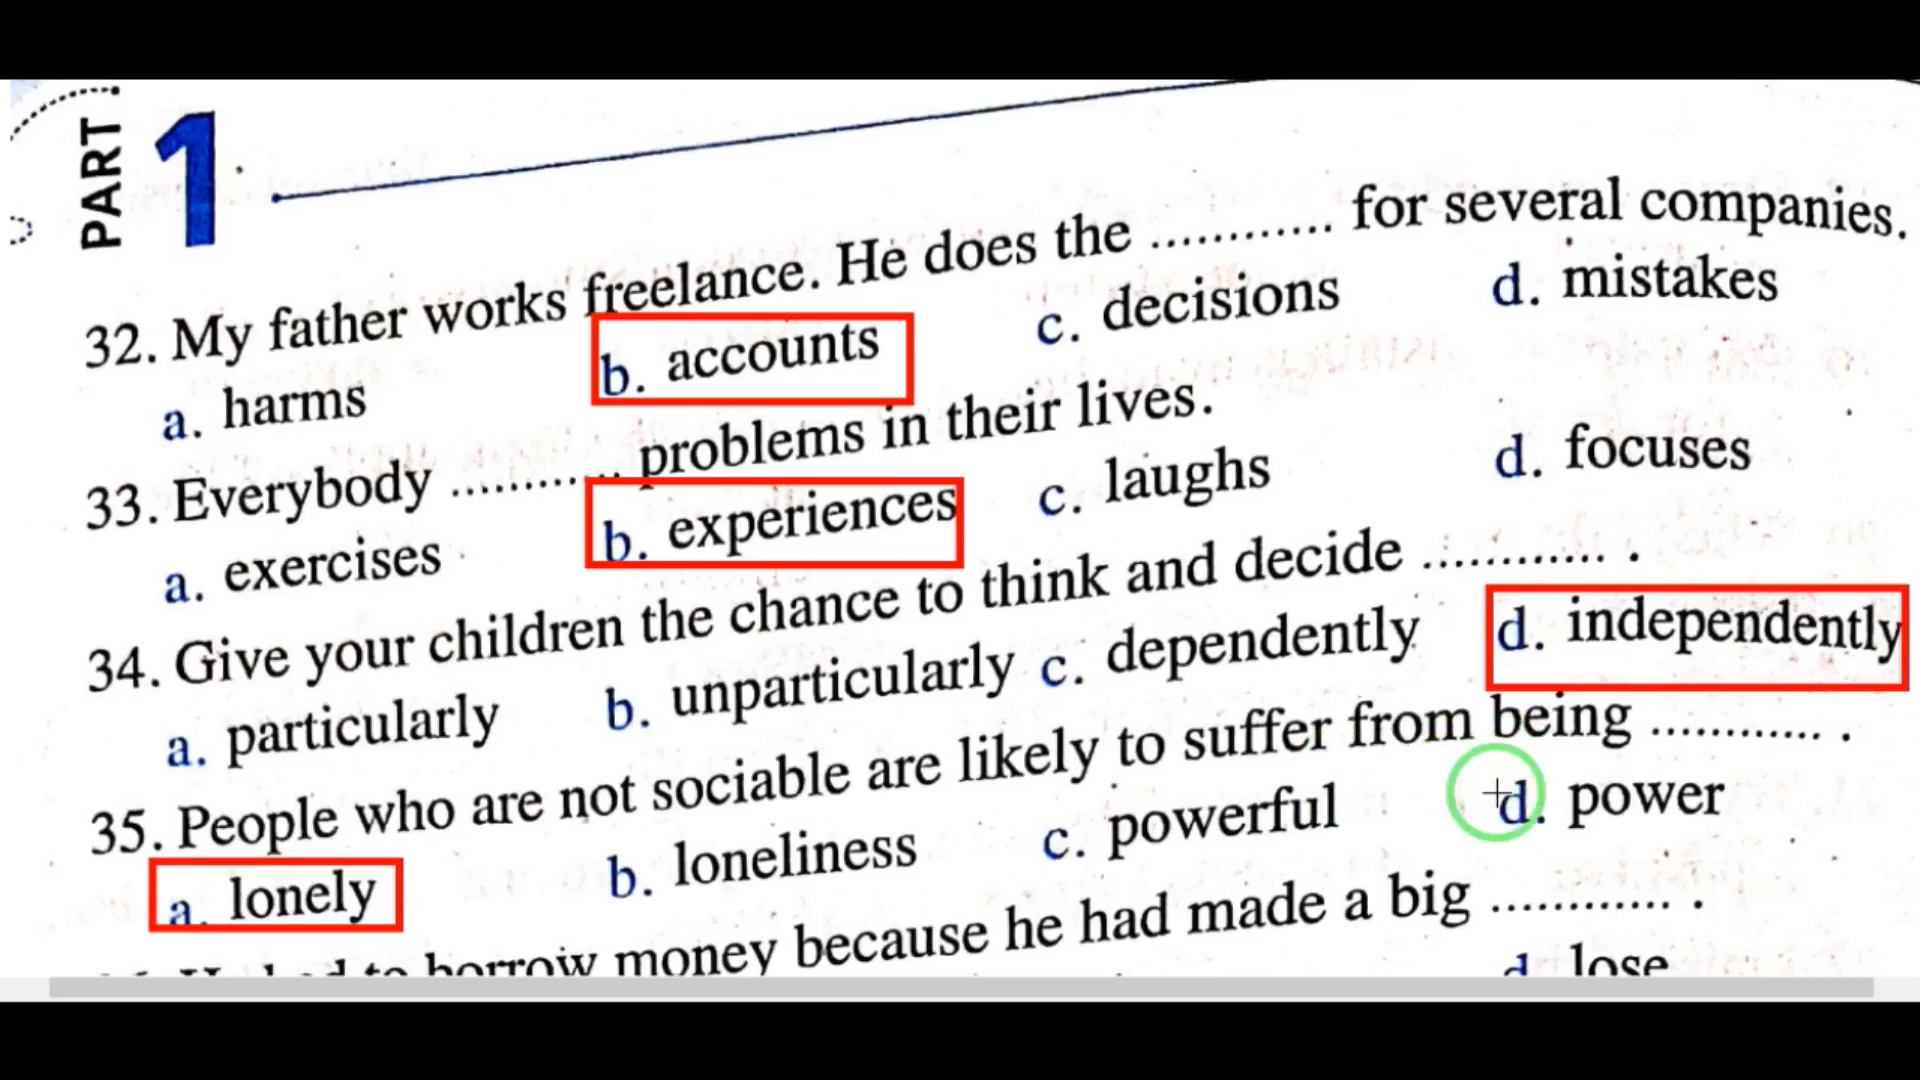 PART 1
32. My father works freelance. He does the ............ for several companies.
a. harms b. accounts c. decisions d. mistakes
33. Everybody ............ problems in their lives.
a. exercises b. experiences c. laughs d. focuses
34. Give your children the chance to think and decide ............ .
a. particularly b. unparticularly c. dependently d. independently
35. People who are not sociable are likely to suffer from being ............ .
a. lonely b. loneliness c. powerful d. power
had to borrow money because he had made a big ............ .
d. lose